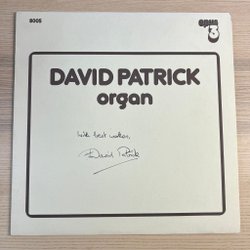 8005
opus
3
DAVID PATRICK
organ
With best wishes,
David Patrick